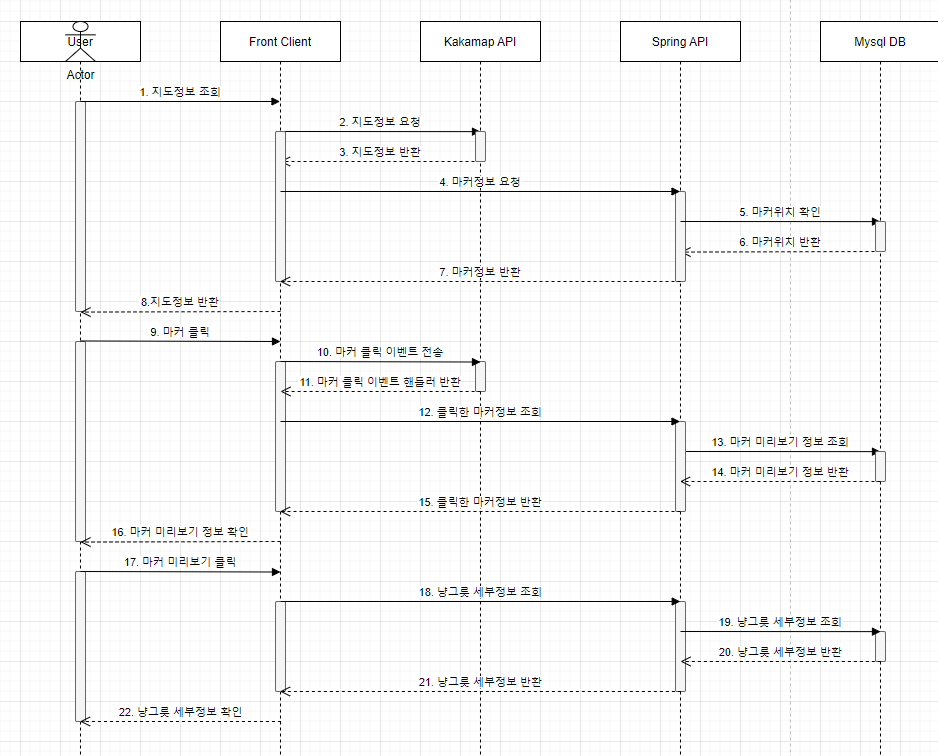 User
Front Client
Kakamap API
Spring API
Mysql DB
Actor
1. 지도정보 조회
2. 지도정보 요청
3. 지도정보 반환
4. 마커정보 요청
5. 마커위치 확인
6. 마커위치 반환
7. 마커정보 반환
8.지도정보 반환
9. 마커 클릭
10. 마커 클릭 이벤트 전송
11. 마커 클릭 이벤트 핸들러 반환
12. 클릭한 마커정보 조회
13. 마커 미리보기 정보 조회
14. 마커 미리보기 정보 반환
15. 클릭한 마커정보 반환
16. 마커 미리보기 정보 확인
17. 마커 미리보기 클릭
18. 냥그릇 세부정보 조회
19. 냥그릇 세부정보 조회
20. 냥그릇 세부정보 반환
21. 냥그릇 세부정보 반환
22. 냥그릇 세부정보 확인